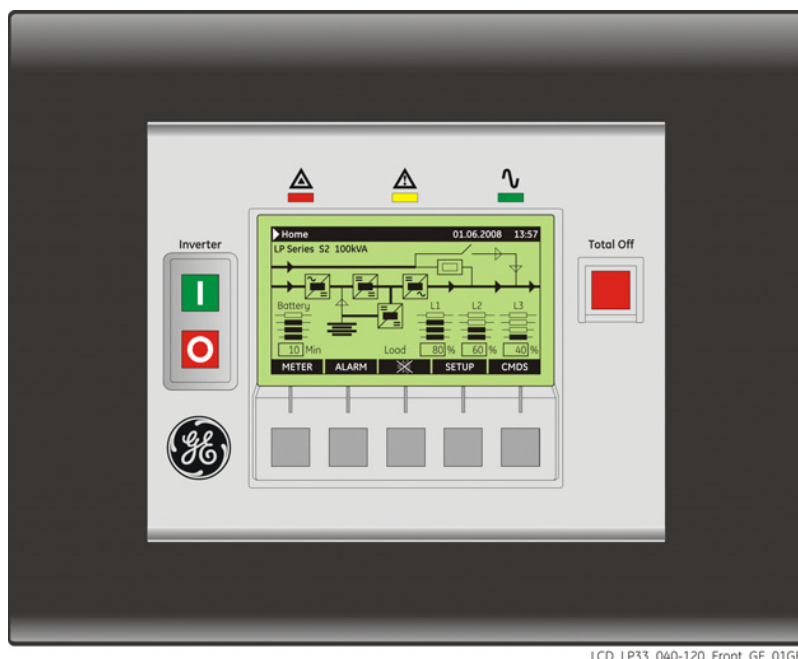 Inverter
Total Off
Home 01.06.2008 13:57
LP Series S2 100kVA
Battery L1 L2 L3
10 Min Load 80 % 60 % 40 %
METER ALARM SETUP CMDS
GE
LCD_LP33_040-120_Front_GE_01GB